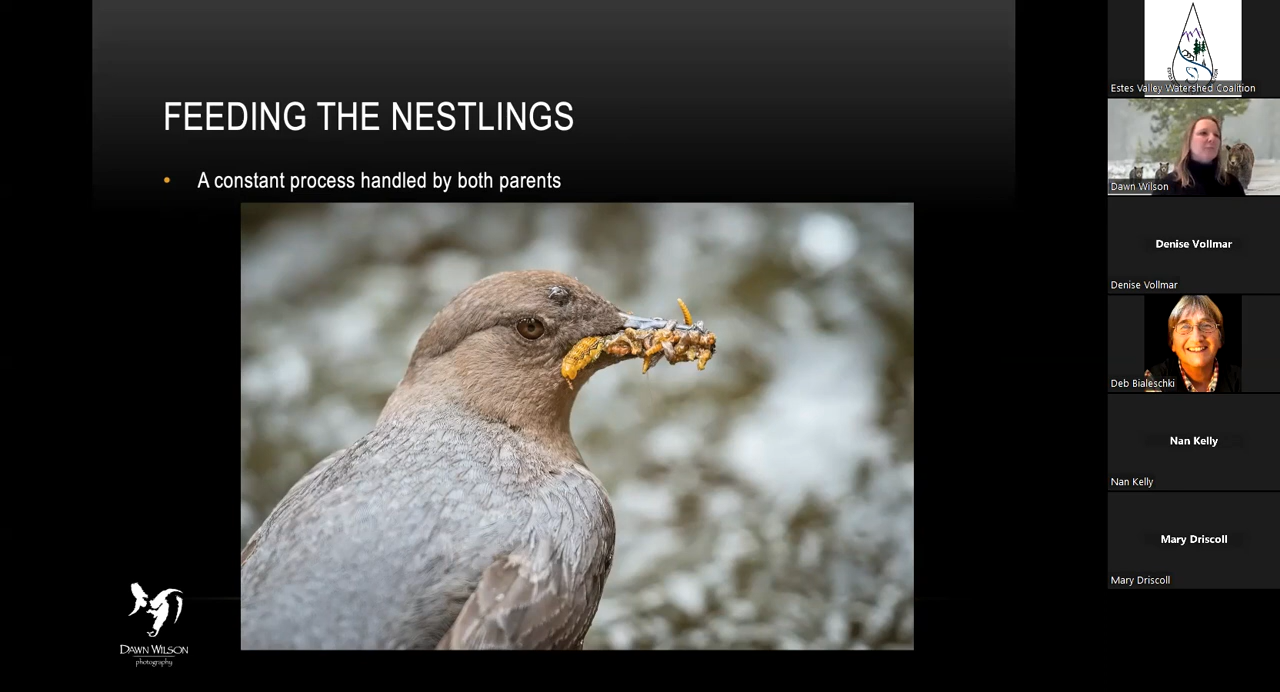 FEEDING THE NESTLINGS
• A constant process handled by both parents
DAWN WILSON
photography
Estes Valley Watershed Coalition
Dawn Wilson
Denise Vollmar
Denise Vollmar
Deb Bialeschki
Nan Kelly
Nan Kelly
Mary Driscoll
Mary Driscoll